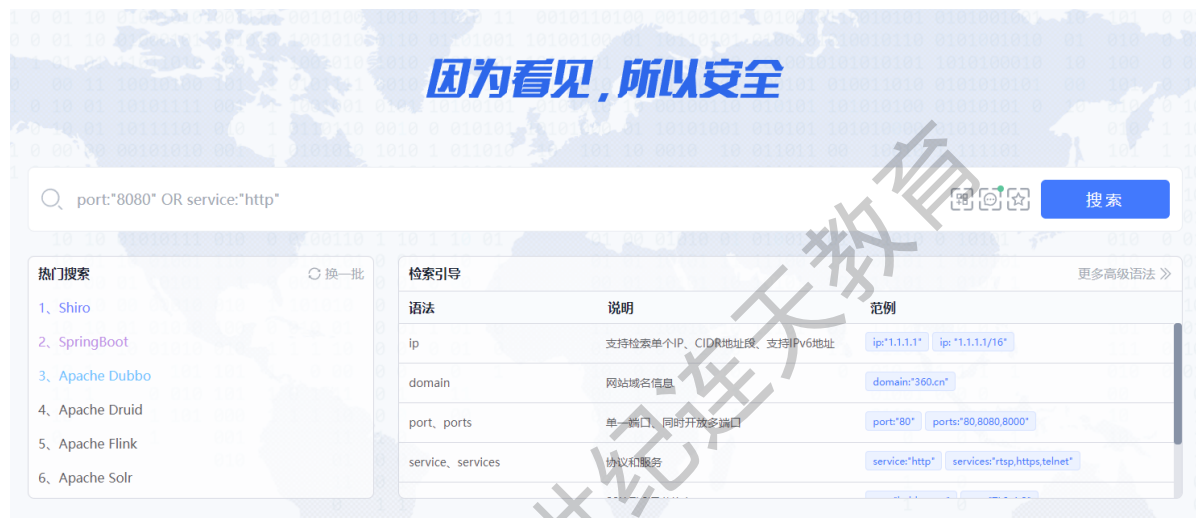 因为看见,所以安全
port:"8080" OR service:"http"
搜索
热门搜索
换一批
1、Shiro
2、SpringBoot
3、Apache Dubbo
4、Apache Druid
5、Apache Flink
6、Apache Solr
检索引导
更多高级语法
语法 说明 范例
ip 支持检索单个IP、CIDR地址段、支持IPv6地址 ip:"1.1.1.1" ip: "1.1.1.1/16"
domain 网站域名信息 domain:"360.cn"
port、ports 单一端口、同时开放多端口 port:"80" ports:"80,8080,8000"
service、services 协议和服务 service:"http" services:"rtsp,https,telnet"
世纪连天教育